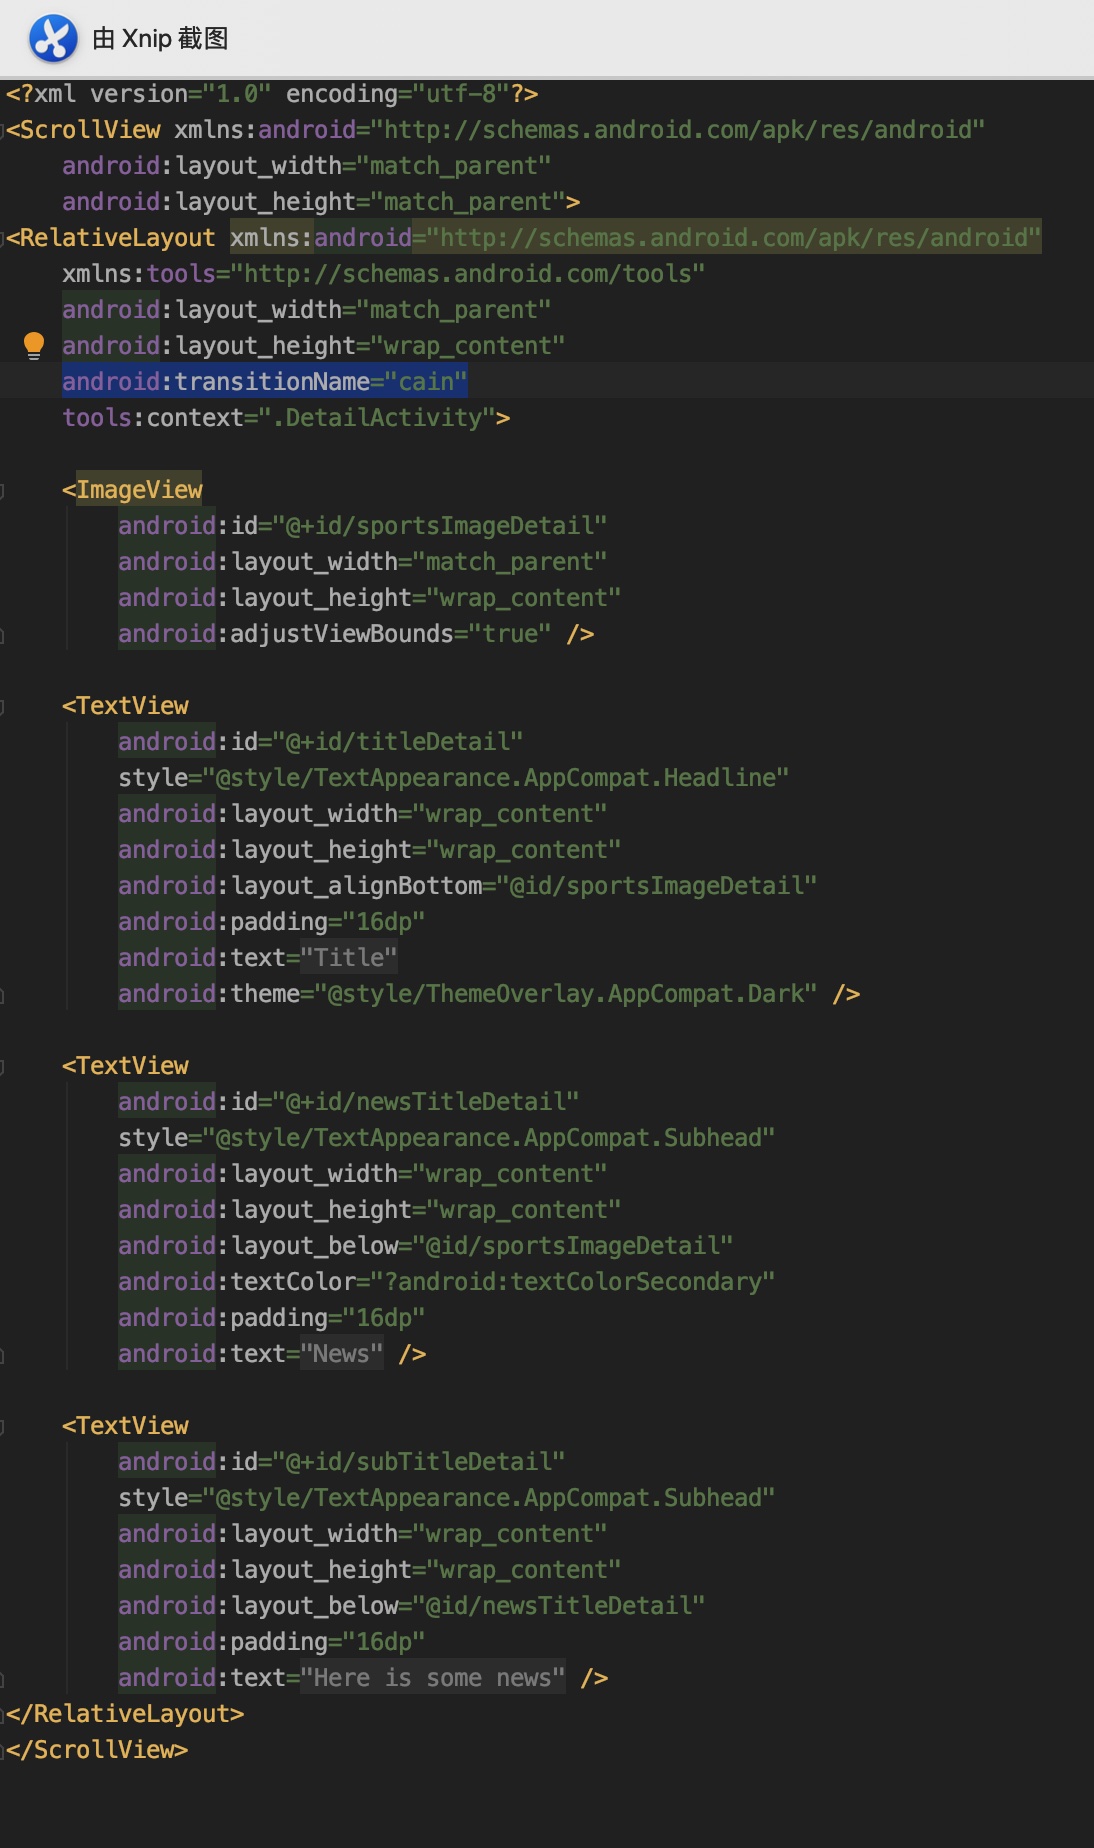 由 Xnip 截图
<?xml version="1.0" encoding="utf-8"?>
<ScrollView xmlns:android="http://schemas.android.com/apk/res/android"
    android:layout_width="match_parent"
    android:layout_height="match_parent">
<RelativeLayout xmlns:android="http://schemas.android.com/apk/res/android"
    xmlns:tools="http://schemas.android.com/tools"
    android:layout_width="match_parent"
    android:layout_height="wrap_content"
    android:transitionName="cain"
    tools:context=".DetailActivity">

    <ImageView
        android:id="@+id/sportsImageDetail"
        android:layout_width="match_parent"
        android:layout_height="wrap_content"
        android:adjustViewBounds="true" />

    <TextView
        android:id="@+id/titleDetail"
        style="@style/TextAppearance.AppCompat.Headline"
        android:layout_width="wrap_content"
        android:layout_height="wrap_content"
        android:layout_alignBottom="@id/sportsImageDetail"
        android:padding="16dp"
        android:text="Title"
        android:theme="@style/ThemeOverlay.AppCompat.Dark" />

    <TextView
        android:id="@+id/newsTitleDetail"
        style="@style/TextAppearance.AppCompat.Subhead"
        android:layout_width="wrap_content"
        android:layout_height="wrap_content"
        android:layout_below="@id/sportsImageDetail"
        android:textColor="?android:textColorSecondary"
        android:padding="16dp"
        android:text="News" />

    <TextView
        android:id="@+id/subTitleDetail"
        style="@style/TextAppearance.AppCompat.Subhead"
        android:layout_width="wrap_content"
        android:layout_height="wrap_content"
        android:layout_below="@id/newsTitleDetail"
        android:padding="16dp"
        android:text="Here is some news" />
</RelativeLayout>
</ScrollView>